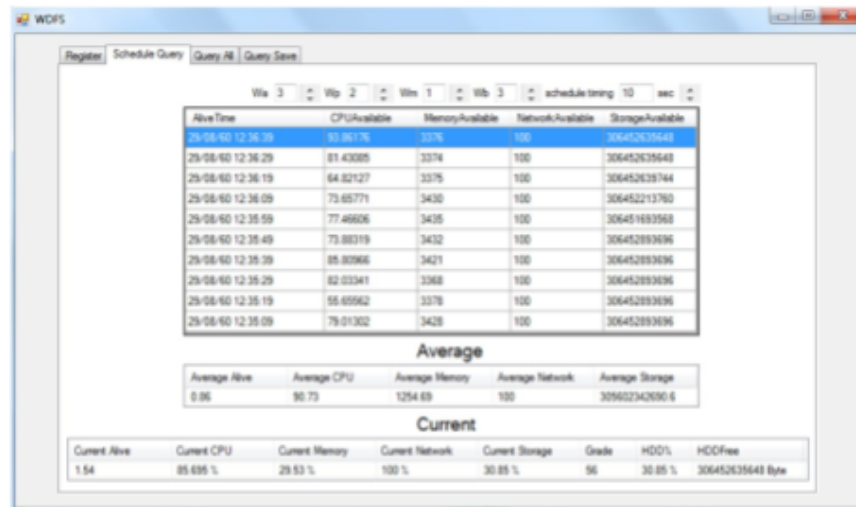 WDFS
Register Schedule Query Query All Query Save
Wa 3 Wp 2 Wm 1 Wb 3 schedule timing 10 sec
AliveTime CPUAvailable MemoryAvailable NetworkAvailable StorageAvailable
29/08/60 12:36:39 93.86176 3376 100 306452635648
29/08/60 12:36:29 81.43085 3374 100 306452635648
29/08/60 12:36:19 64.82127 3375 100 306452639744
29/08/60 12:36:09 73.65771 3430 100 306452213760
29/08/60 12:35:59 77.46606 3435 100 306451693568
29/08/60 12:35:49 73.88319 3432 100 306452893696
29/08/60 12:35:39 85.80966 3421 100 306452893696
29/08/60 12:35:29 82.03341 3368 100 306452893696
29/08/60 12:35:19 55.65562 3378 100 306452893696
29/08/60 12:35:09 79.01302 3428 100 306452893696
Average
Average Alive Average CPU Average Memory Average Network Average Storage
0.86 90.73 1254.69 100 305602342690.6
Current
Current Alive Current CPU Current Memory Current Network Current Storage Grade HDD% HDDFree
1.54 85.695 % 29.53 % 100 % 30.85 % 56 30.85 % 306452635648 Byte